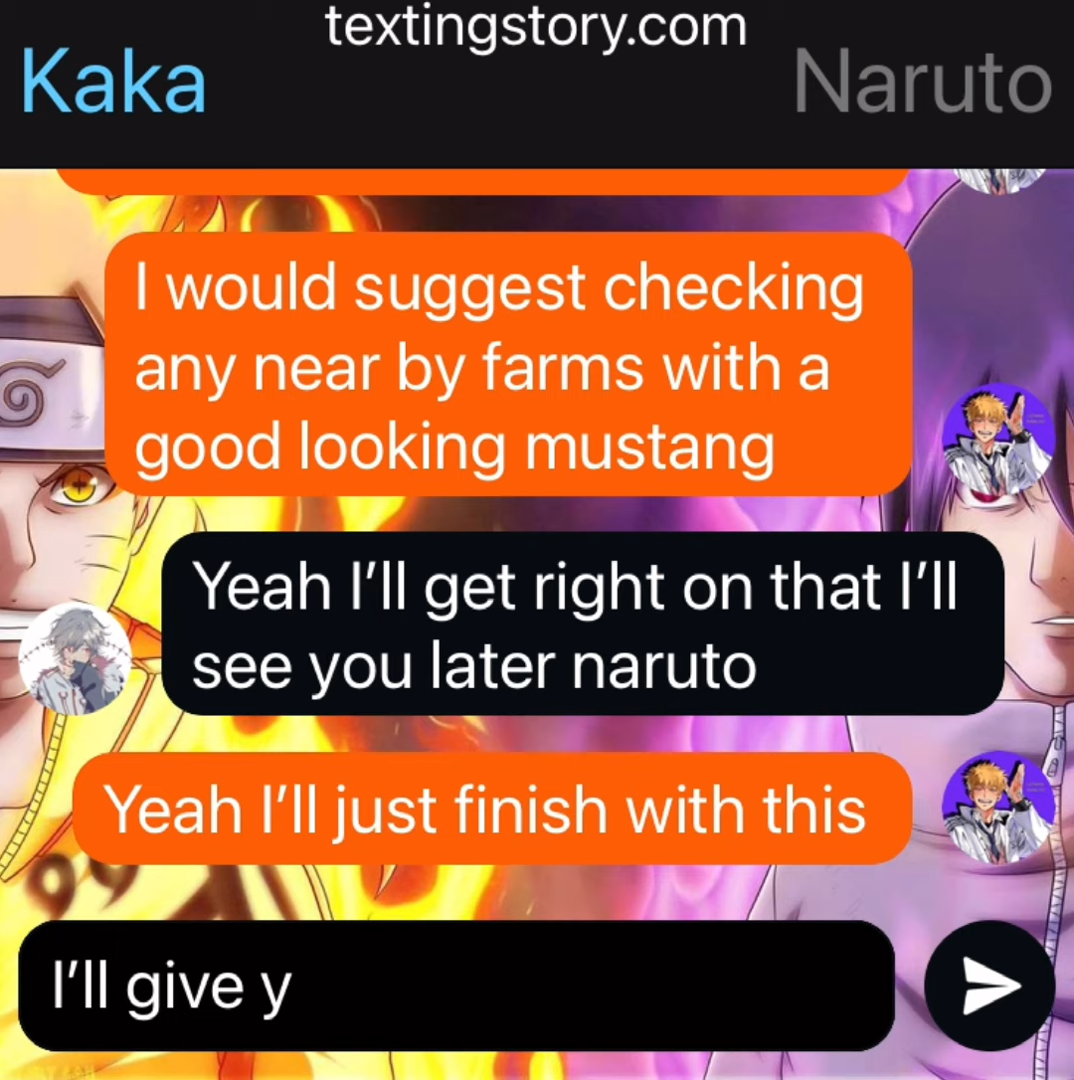 textingstory.com
Kaka
Naruto
I would suggest checking
any near by farms with a
good looking mustang
Yeah I’ll get right on that I’ll
see you later naruto
Yeah I’ll just finish with this
I’ll give y